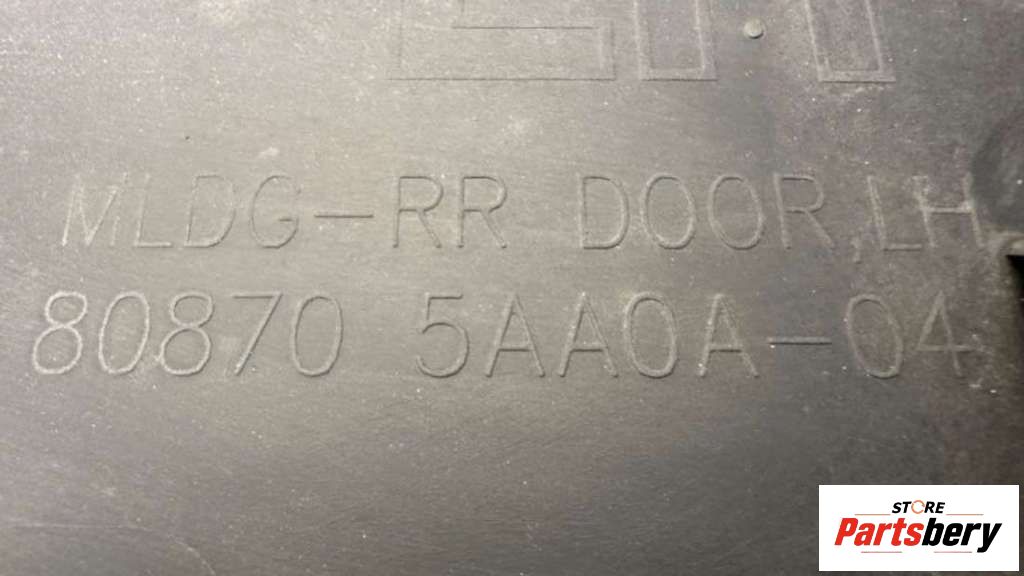 MLDG-RR DOOR,LH
80870 5AA0A-04
STORE
Partsbery